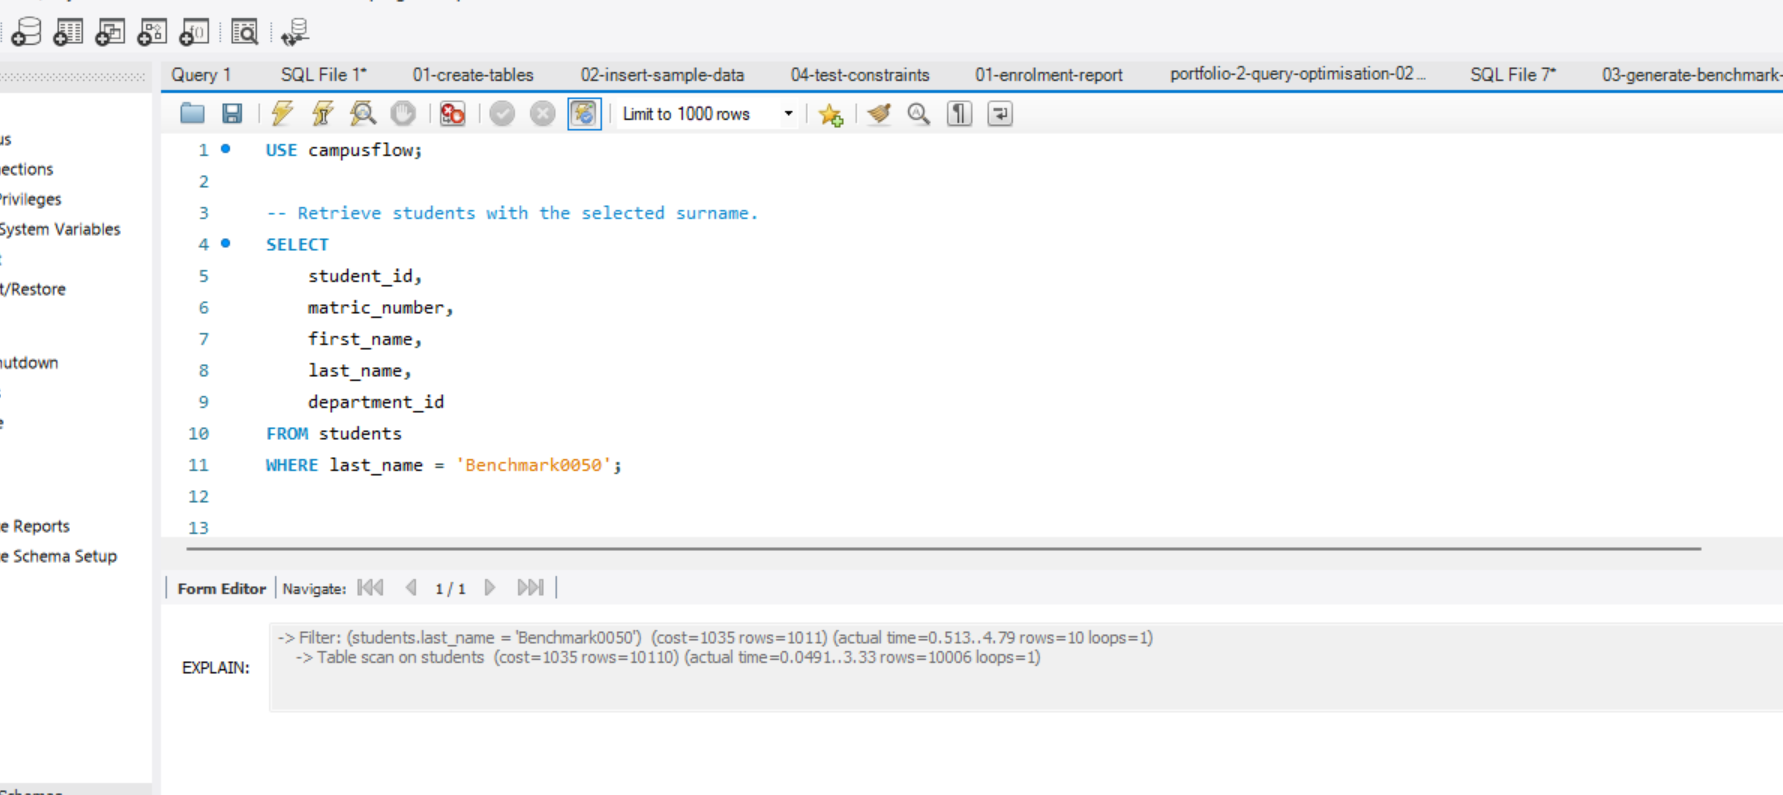 Query 1 SQL File 1* 01-create-tables 02-insert-sample-data 04-test-constraints 01-enrolment-report portfolio-2-query-optimisation-02... SQL File 7* 03-generate-benchmark-
Limit to 1000 rows
us
ections
Privileges
System Variables
t/Restore
utdown
e
e Reports
e Schema Setup
1 USE campusflow;
2
3 -- Retrieve students with the selected surname.
4 SELECT
5 student_id,
6 matric_number,
7 first_name,
8 last_name,
9 department_id
10 FROM students
11 WHERE last_name = 'Benchmark0050';
12
13
Form Editor Navigate: 1 / 1
EXPLAIN:
-> Filter: (students.last_name = 'Benchmark0050') (cost=1035 rows=1011) (actual time=0.513..4.79 rows=10 loops=1)
-> Table scan on students (cost=1035 rows=10110) (actual time=0.0491..3.33 rows=10006 loops=1)